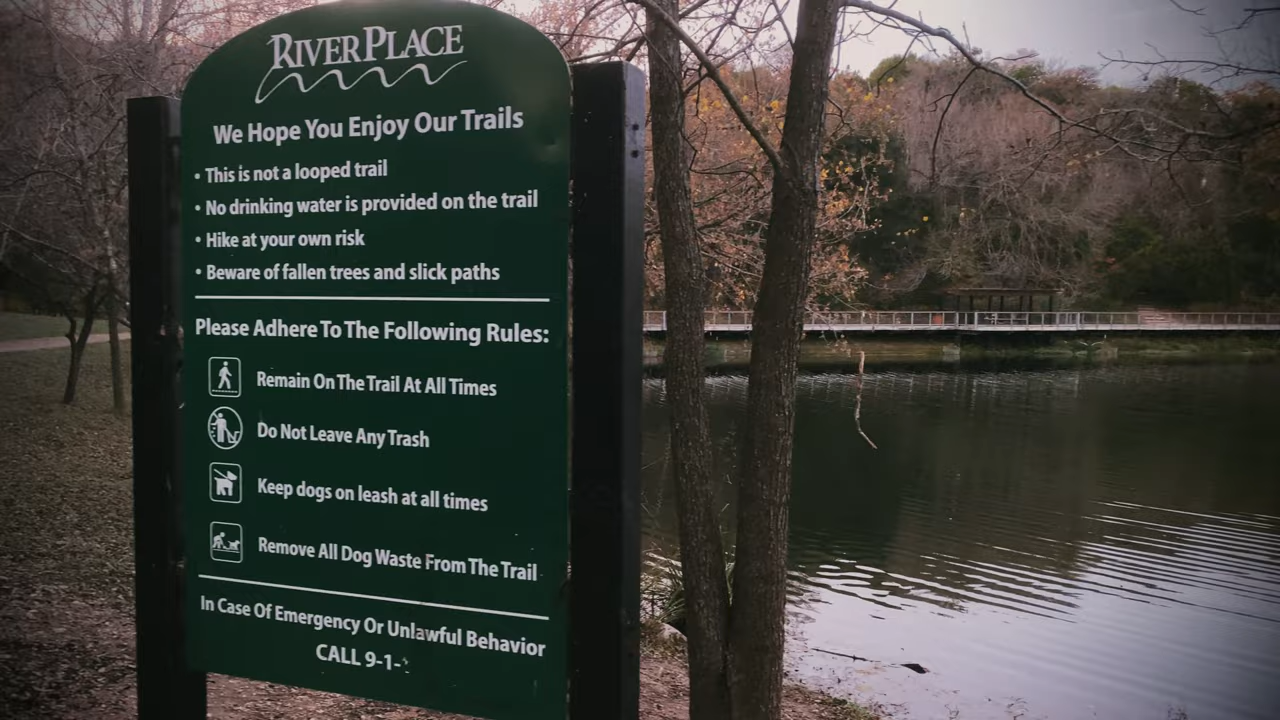 RIVER PLACE
We Hope You Enjoy Our Trails
• This is not a looped trail
• No drinking water is provided on the trail
• Hike at your own risk
• Beware of fallen trees and slick paths
Please Adhere To The Following Rules:
Remain On The Trail At All Times
Do Not Leave Any Trash
Keep dogs on leash at all times
Remove All Dog Waste From The Trail
In Case Of Emergency Or Unlawful Behavior
CALL 9-1-